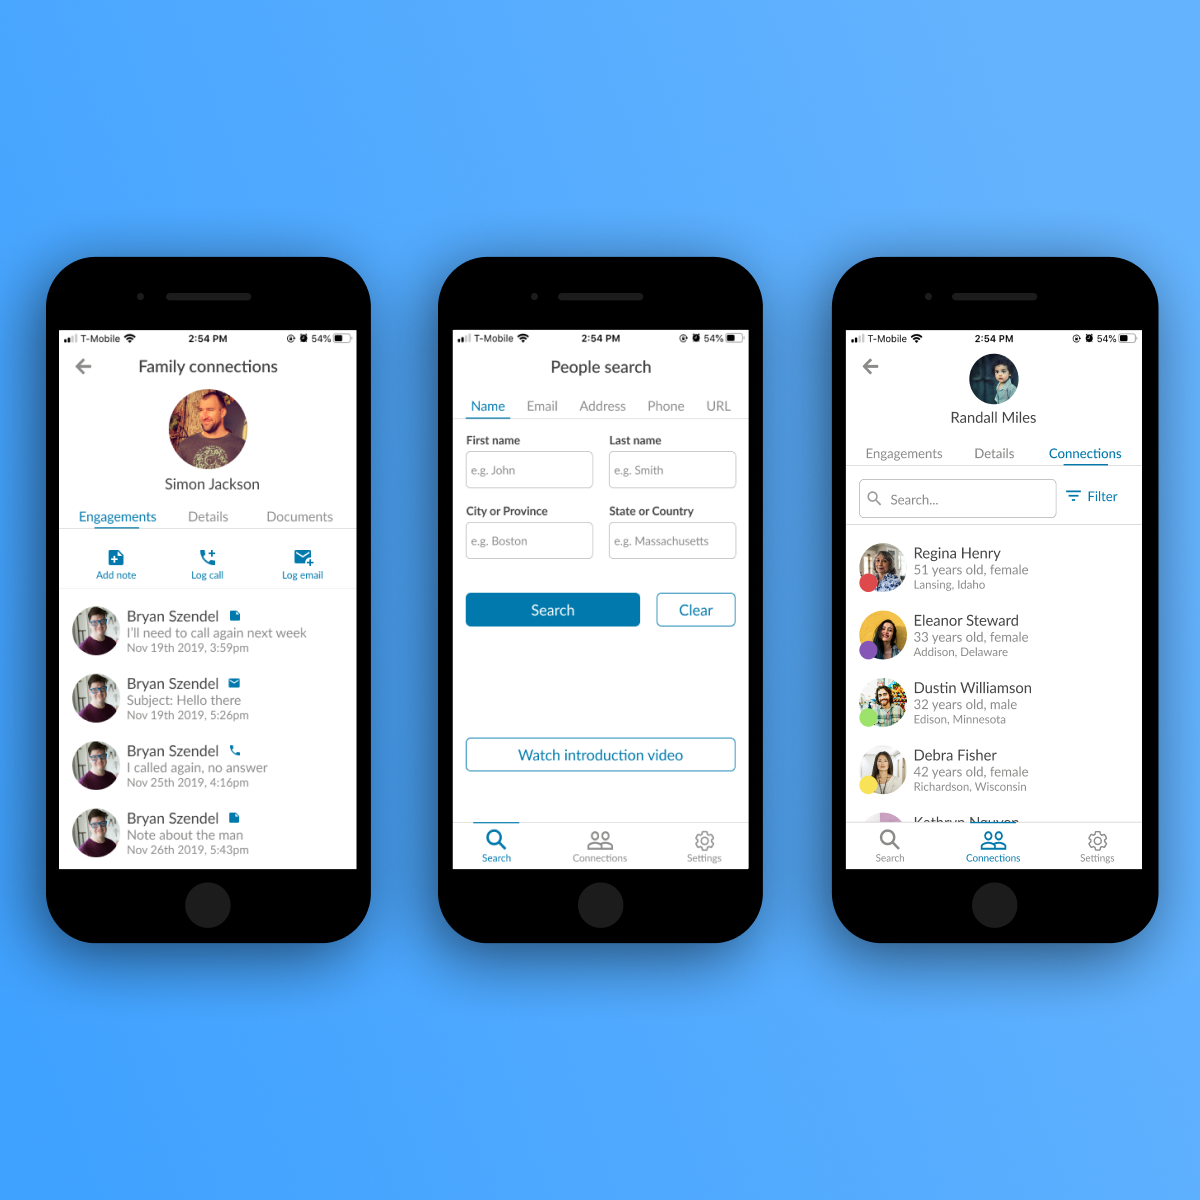 T-Mobile 2:54 PM 54%
Family connections
Simon Jackson
Engagements Details Documents
Add note Log call Log email
Bryan Szendel
I'll need to call again next week
Nov 19th 2019, 3:59pm
Bryan Szendel
Subject: Hello there
Nov 19th 2019, 5:26pm
Bryan Szendel
I called again, no answer
Nov 25th 2019, 4:16pm
Bryan Szendel
Note about the man
Nov 26th 2019, 5:43pm
T-Mobile 2:54 PM 54%
People search
Name Email Address Phone URL
First name Last name
e.g. John e.g. Smith
City or Province State or Country
e.g. Boston e.g. Massachusetts
Search Clear
Watch introduction video
Search Connections Settings
T-Mobile 2:54 PM 54%
Randall Miles
Engagements Details Connections
Search... Filter
Regina Henry
51 years old, female
Lansing, Idaho
Eleanor Steward
33 years old, female
Addison, Delaware
Dustin Williamson
32 years old, male
Edison, Minnesota
Debra Fisher
42 years old, female
Richardson, Wisconsin
Search Connections Settings